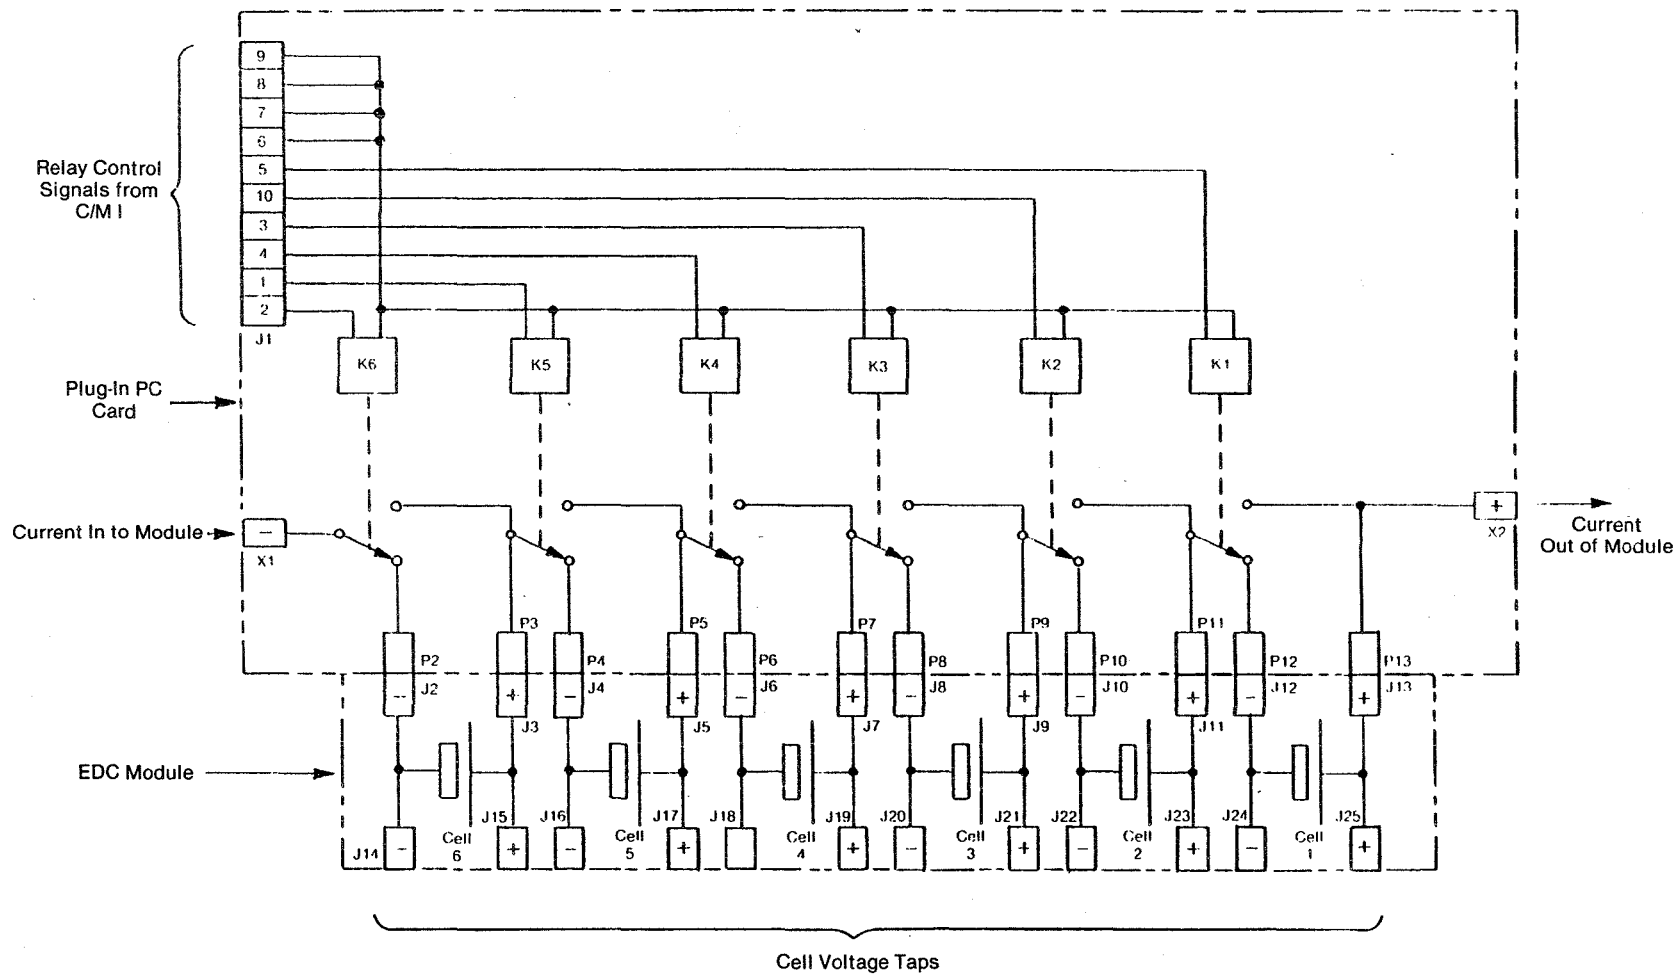 9
8
7
6
5
10
3
4
1
2
J1
Relay Control
Signals from
C/M I
K6
K5
K4
K3
K2
K1
Plug-In PC
Card
Current In to Module
−
X1
+
X2
Current
Out of Module
P2
P3
P4
P5
P6
P7
P8
P9
P10
P11
P12
P13
J2
J4
J6
J8
J10
J12
J13
− + − + − + − + − + − +
J3
J5
J7
J9
J11
EDC Module
J14
J15
J16
J17
J18
J19
J20
J21
J22
J23
J24
J25
− + − + + − + − + − +
Cell
6
Cell
5
Cell
4
Cell
3
Cell
2
Cell
1
Cell Voltage Taps